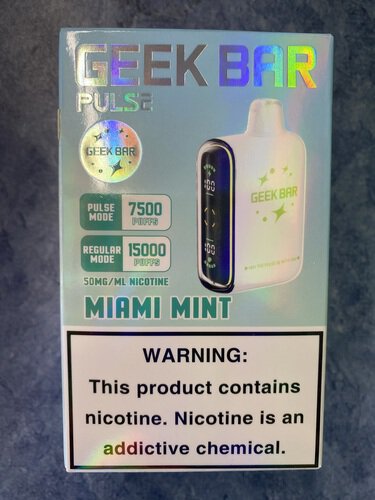 GEEK BAR
PULSE
GEEK BAR
PULSE MODE 7500 PUFFS
REGULAR MODE 15000 PUFFS
50MG/ML NICOTINE
MIAMI MINT
GEEK BAR
WARNING:
This product contains
nicotine. Nicotine is an
addictive chemical.